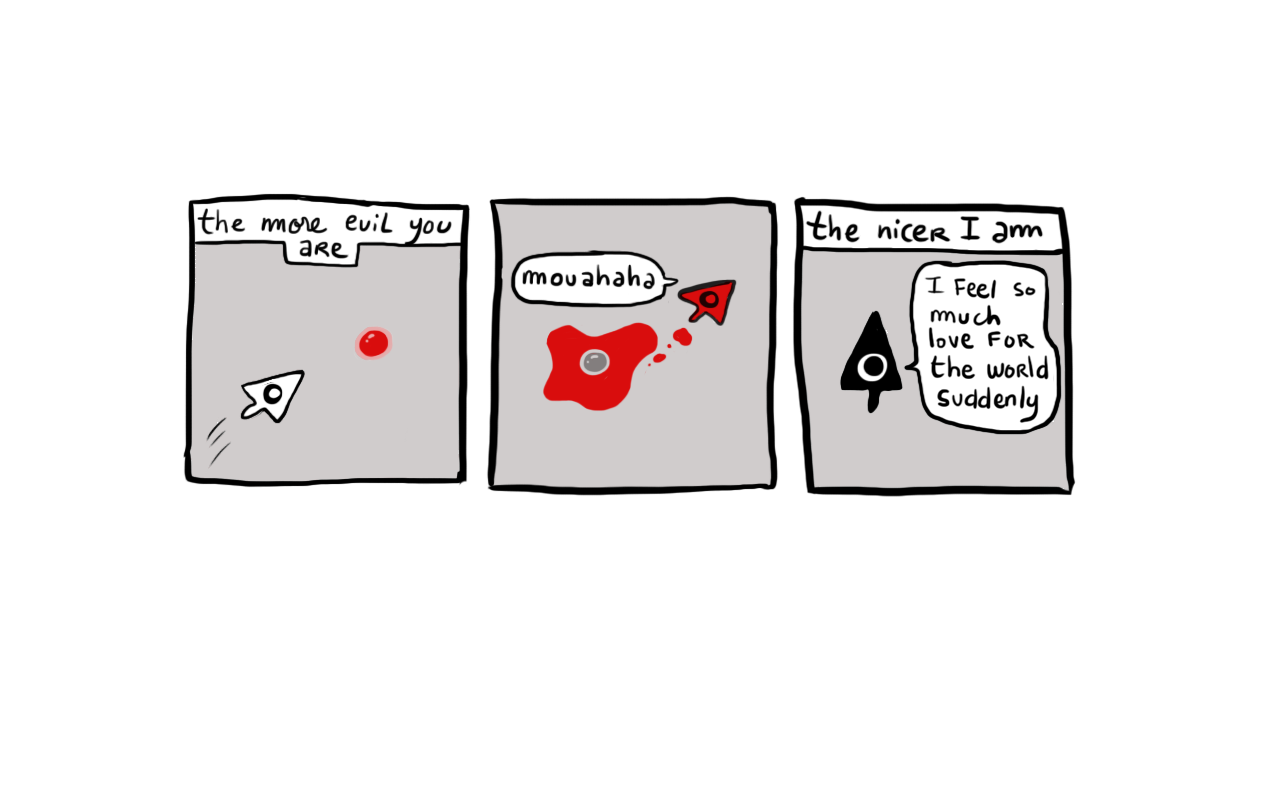 the more evil you
are
mouahaha
the nicer I am
I Feel so
much
love FOR
the world
suddenly